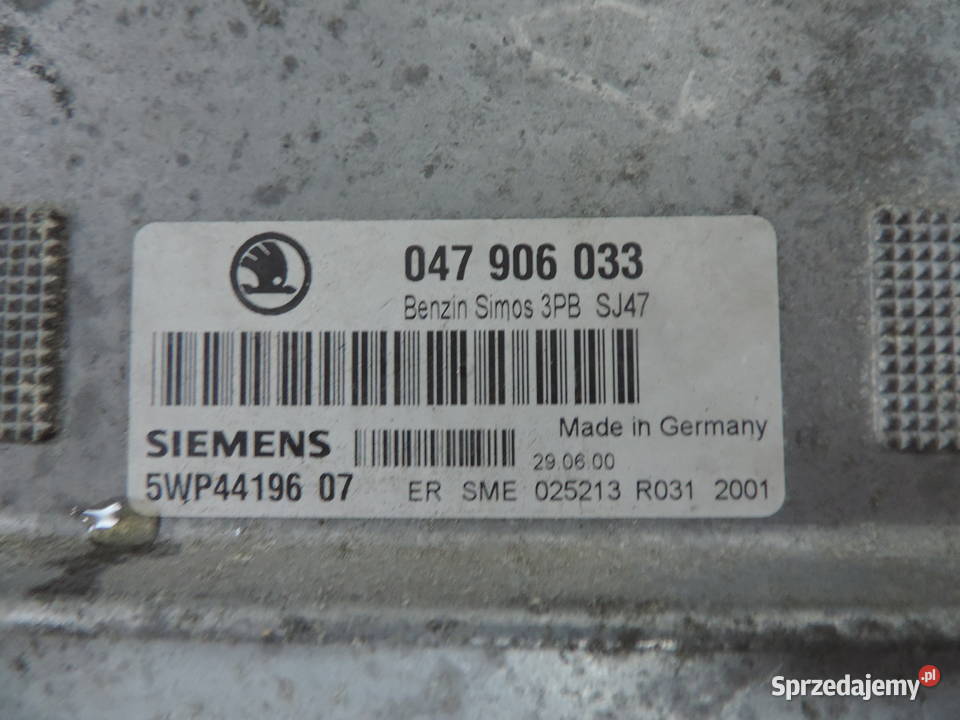 047 906 033
Benzin Simos 3PB SJ47
Made in Germany
SIEMENS
29.06.00
5WP44196 07 ER SME 025213 R031 2001
Sprzedajemy.pl